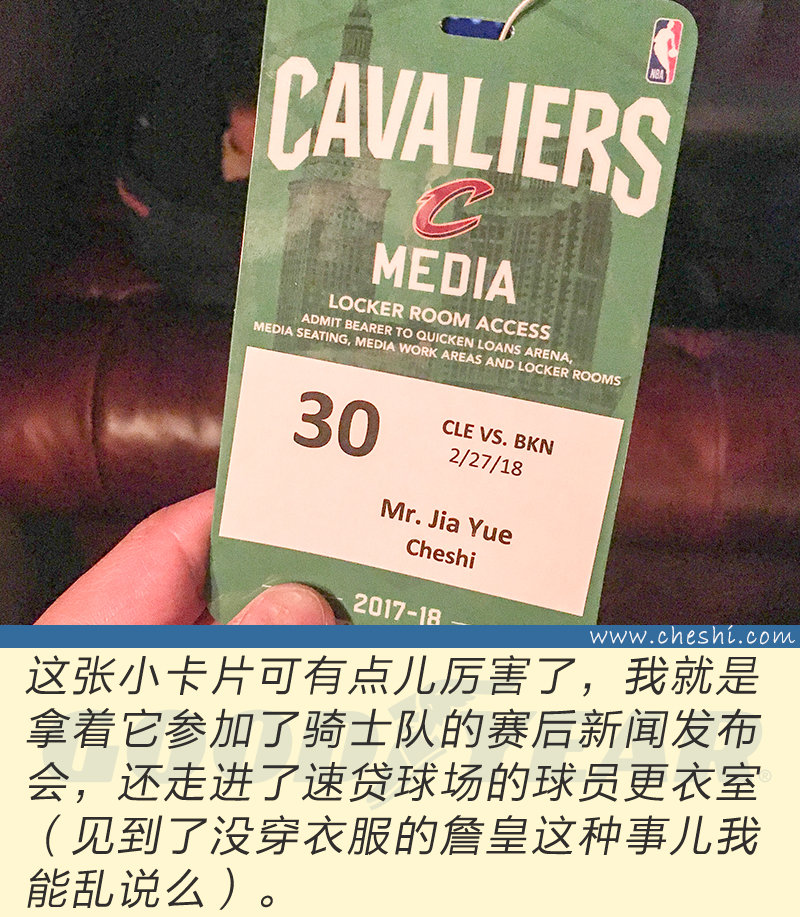 NBA
CAVALIERS
C
MEDIA
LOCKER ROOM ACCESS
ADMIT BEARER TO QUICKEN LOANS ARENA,
MEDIA SEATING, MEDIA WORK AREAS AND LOCKER ROOMS
30
CLE VS. BKN
2/27/18
Mr. Jia Yue
Cheshi
2017-18
www.cheshi.com
这张小卡片可有点儿厉害了，我就是
拿着它参加了骑士队的赛后新闻发布
会，还走进了速贷球场的球员更衣室
（见到了没穿衣服的詹皇这种事儿我
能乱说么）。
GOODYEAR